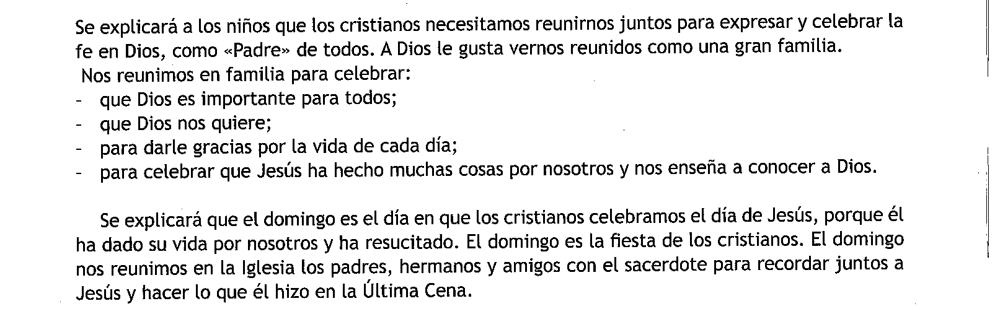 Se explicará a los niños que los cristianos necesitamos reunirnos juntos para expresar y celebrar la
fe en Dios, como «Padre» de todos. A Dios le gusta vernos reunidos como una gran familia.
Nos reunimos en familia para celebrar:
- que Dios es importante para todos;
- que Dios nos quiere;
- para darle gracias por la vida de cada día;
- para celebrar que Jesús ha hecho muchas cosas por nosotros y nos enseña a conocer a Dios.
Se explicará que el domingo es el día en que los cristianos celebramos el día de Jesús, porque él
ha dado su vida por nosotros y ha resucitado. El domingo es la fiesta de los cristianos. El domingo
nos reunimos en la Iglesia los padres, hermanos y amigos con el sacerdote para recordar juntos a
Jesús y hacer lo que él hizo en la Última Cena.